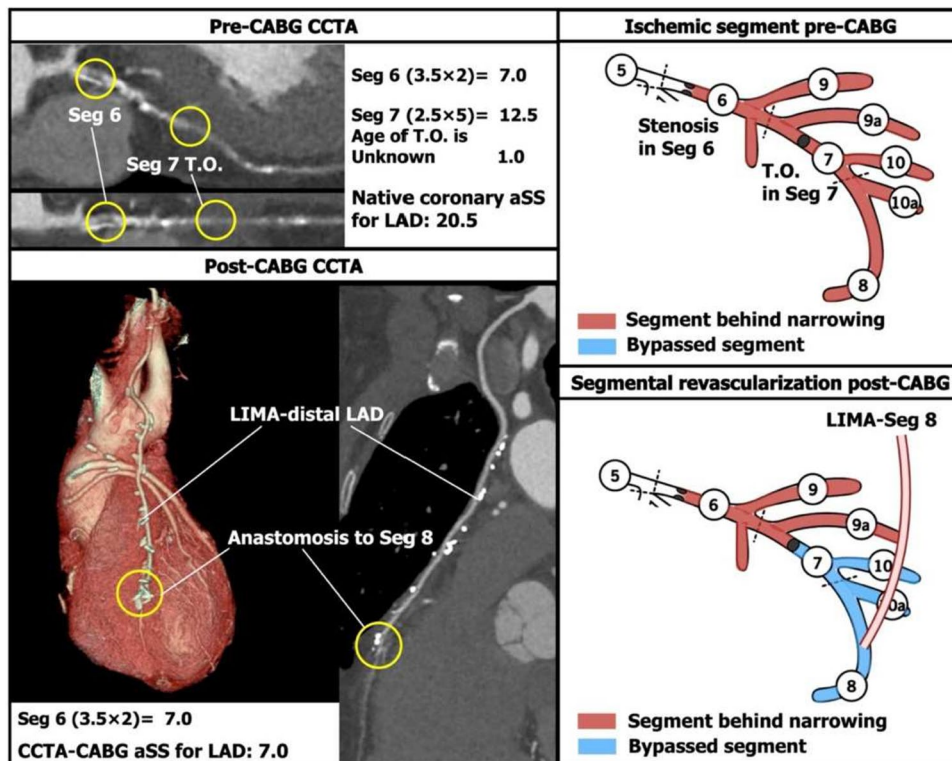 Pre-CABG CCTA
Seg 6
Seg 7 T.O.
Seg 6 (3.5×2)= 7.0
Seg 7 (2.5×5)= 12.5
Age of T.O. is
Unknown 1.0
Native coronary aSS
for LAD: 20.5
Ischemic segment pre-CABG
5
6
9
9a
7
10
10a
8
Stenosis
in Seg 6
T.O.
in Seg 7
Segment behind narrowing
Bypassed segment
Post-CABG CCTA
LIMA-distal LAD
Anastomosis to Seg 8
Seg 6 (3.5×2)= 7.0
CCTA-CABG aSS for LAD: 7.0
Segmental revascularization post-CABG
LIMA-Seg 8
5
6
9
9a
7
10
10a
8
Segment behind narrowing
Bypassed segment